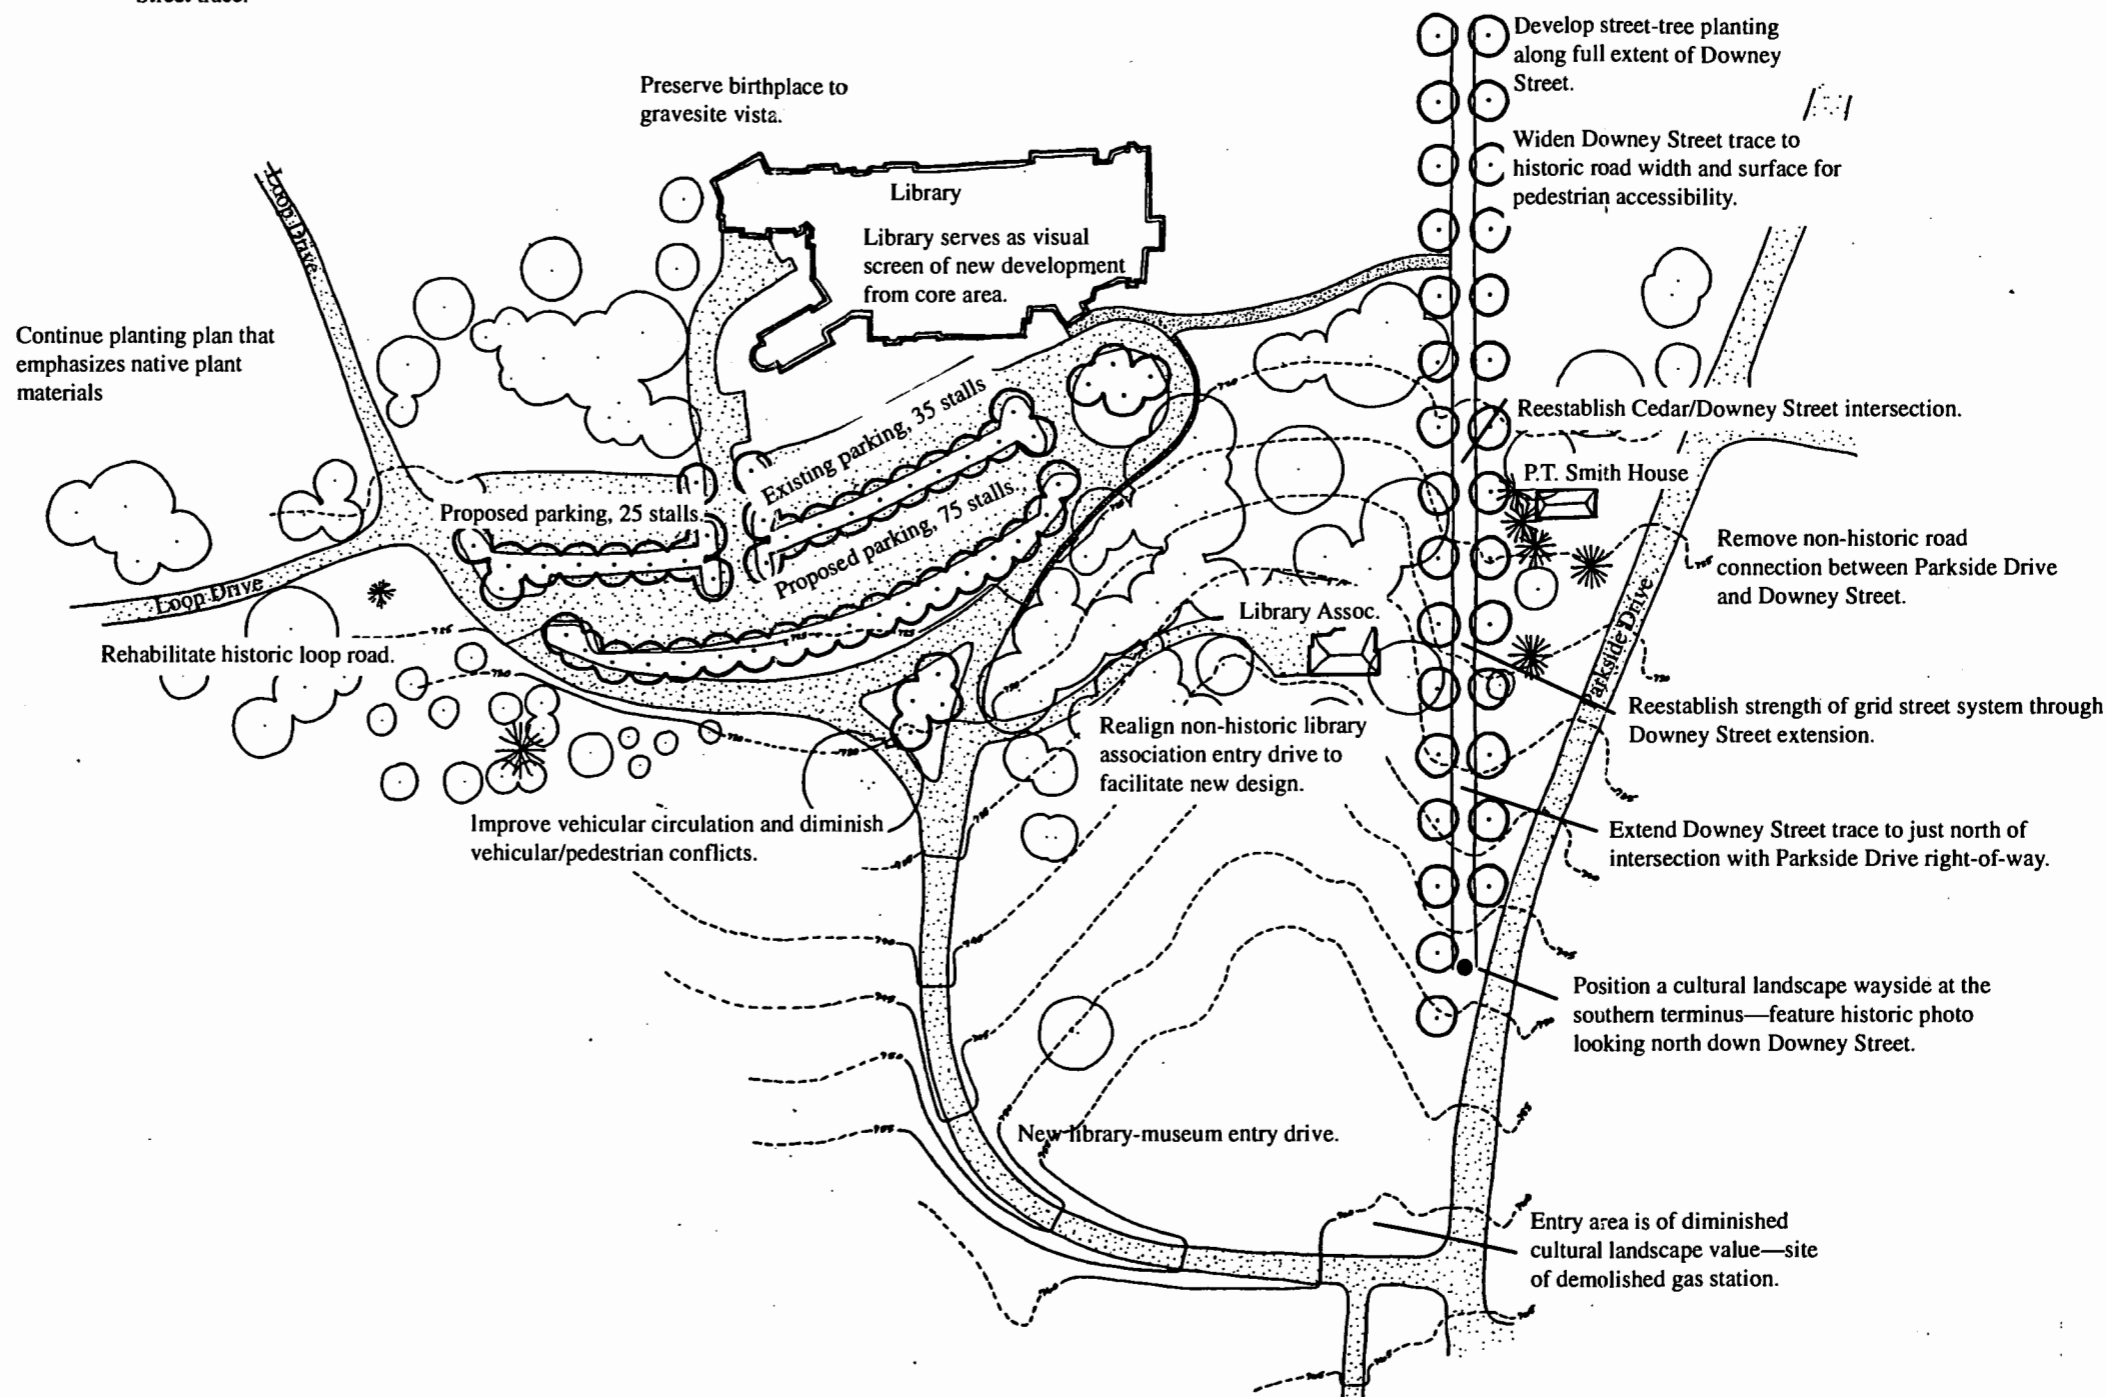 Street trace.
Develop street-tree planting
along full extent of Downey
Street.
Preserve birthplace to
gravesite vista.
Widen Downey Street trace to
historic road width and surface for
pedestrian accessibility.
Loop Drive
Library
Library serves as visual
screen of new development
from core area.
Continue planting plan that
emphasizes native plant
materials
Existing parking, 35 stalls
Reestablish Cedar/Downey Street intersection.
P.T. Smith House
Proposed parking, 25 stalls.
Proposed parking, 75 stalls
Remove non-historic road
connection between Parkside Drive
and Downey Street.
Loop Drive
Library Assoc.
Parkside Drive
Rehabilitate historic loop road.
725
730
Reestablish strength of grid street system through
Downey Street extension.
Realign non-historic library
association entry drive to
facilitate new design.
Improve vehicular circulation and diminish
vehicular/pedestrian conflicts.
Extend Downey Street trace to just north of
intersection with Parkside Drive right-of-way.
740
745
Position a cultural landscape wayside at the
southern terminus—feature historic photo
looking north down Downey Street.
750
755
New library-museum entry drive.
Entry area is of diminished
cultural landscape value—site
of demolished gas station.